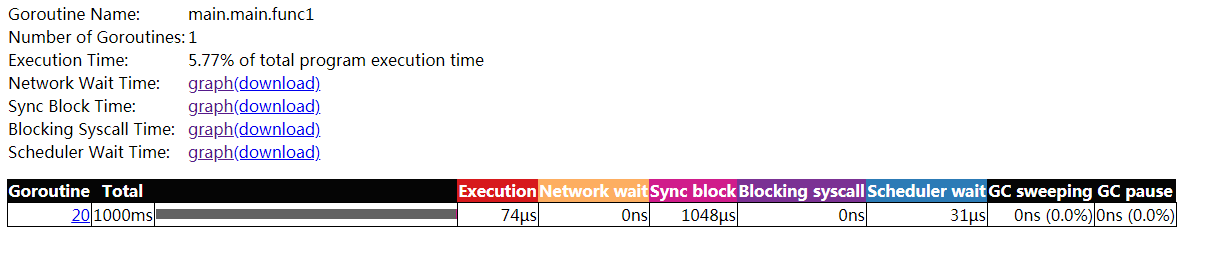 Goroutine Name: main.main.func1
Number of Goroutines: 1
Execution Time: 5.77% of total program execution time
Network Wait Time: graph(download)
Sync Block Time: graph(download)
Blocking Syscall Time: graph(download)
Scheduler Wait Time: graph(download)
Goroutine Total Execution Network wait Sync block Blocking syscall Scheduler wait GC sweeping GC pause
20 1000ms 74µs 0ns 1048µs 0ns 31µs 0ns (0.0%) 0ns (0.0%)